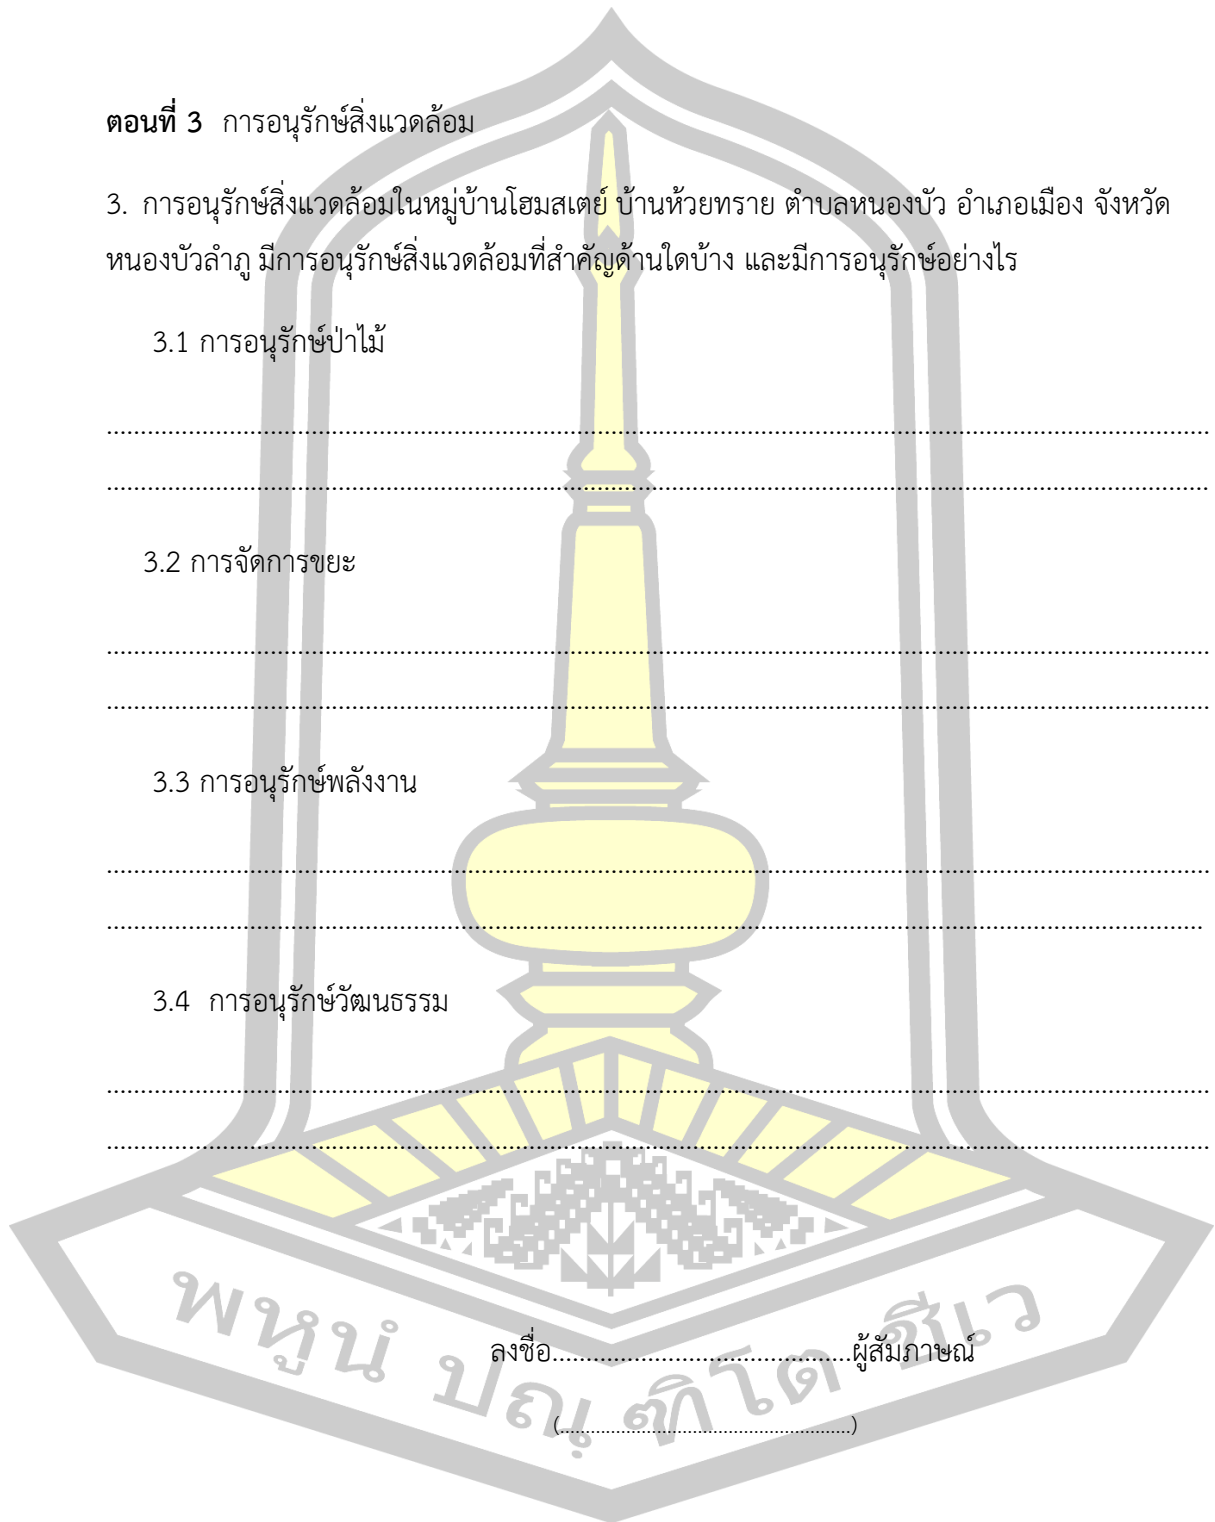 ตอนที่ 3 การอนุรักษ์สิ่งแวดล้อม
3. การอนุรักษ์สิ่งแวดล้อมในหมู่บ้านโฮมสเตย์ บ้านห้วยทราย ตำบลหนองบัว อำเภอเมือง จังหวัด
หนองบัวลำภู มีการอนุรักษ์สิ่งแวดล้อมที่สำคัญด้านใดบ้าง และมีการอนุรักษ์อย่างไร
3.1 การอนุรักษ์ป่าไม้
................................................................................
................................................................................
3.2 การจัดการขยะ
................................................................................
................................................................................
3.3 การอนุรักษ์พลังงาน
................................................................................
................................................................................
3.4 การอนุรักษ์วัฒนธรรม
................................................................................
................................................................................
พหูนํ ปณฺฑิโต ชีเว
ลงชื่อ............................................ผู้สัมภาษณ์
(....................................................)